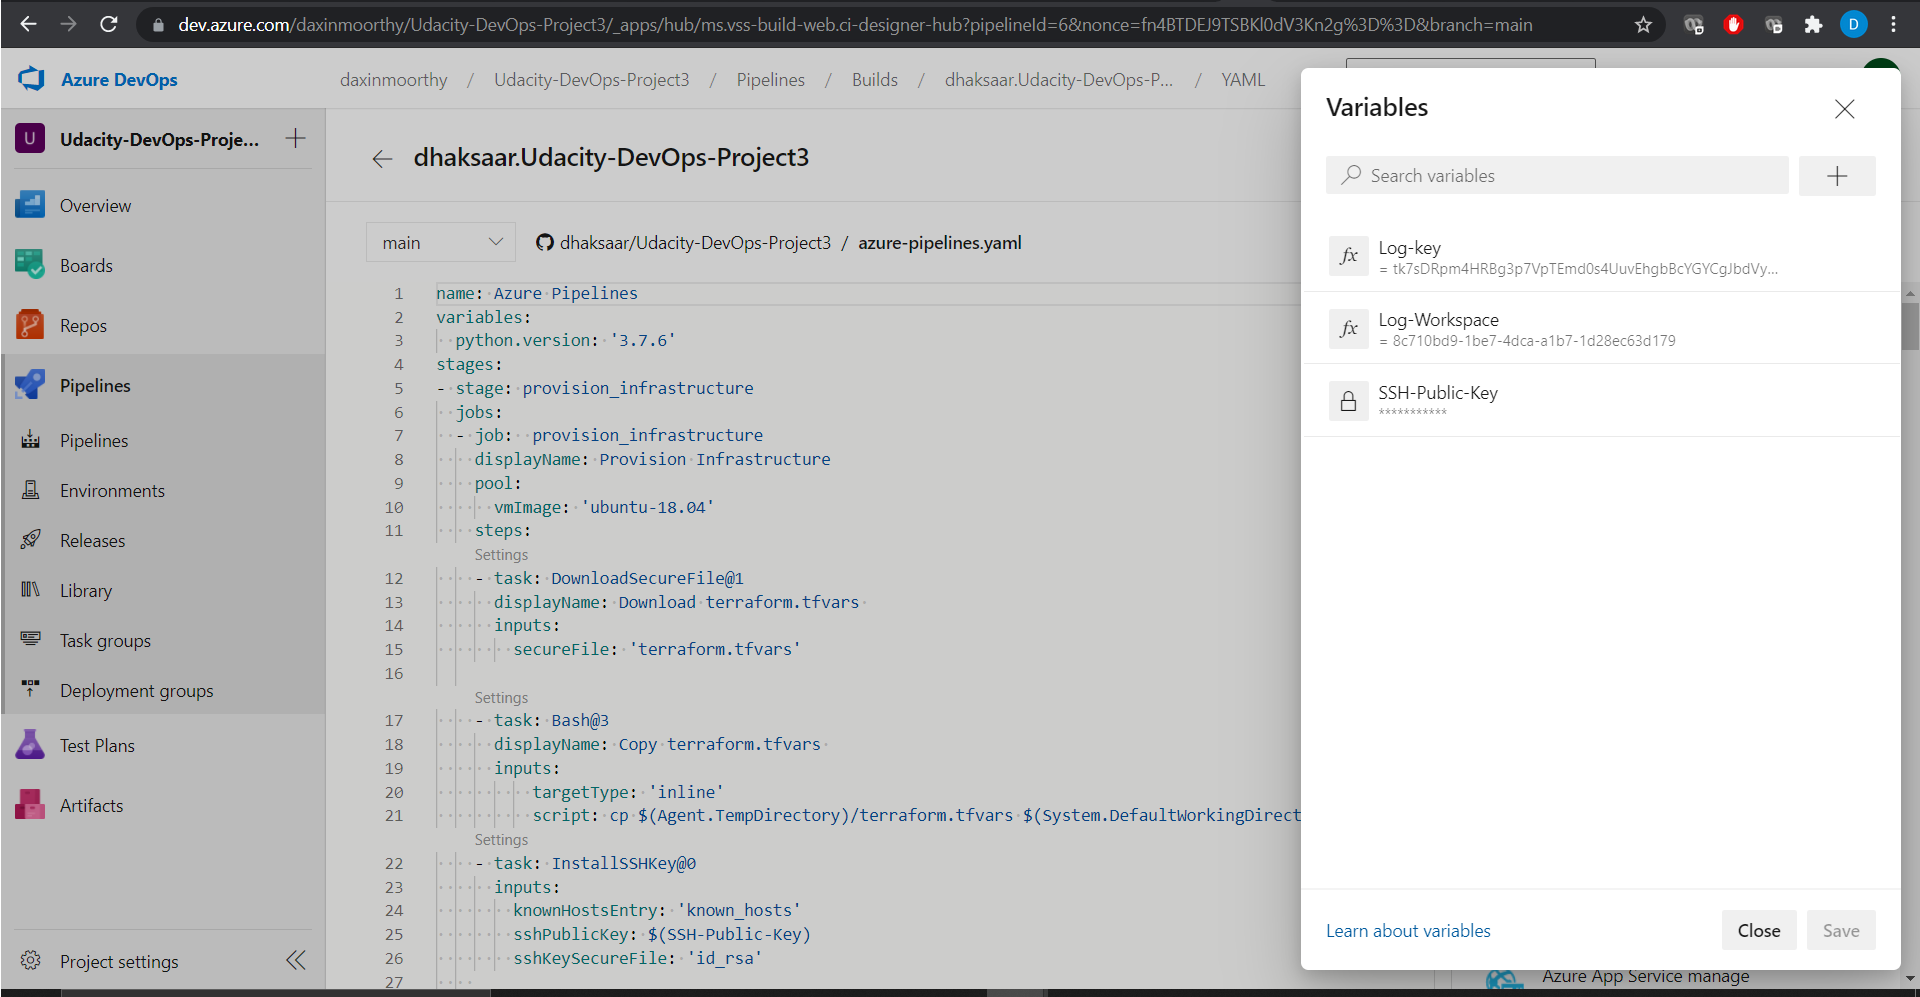 dev.azure.com/daxinmoorthy/Udacity-DevOps-Project3/_apps/hub/ms.vss-build-web.ci-designer-hub?pipelineId=6&nonce=fn4BTDEJ9TSBKl0dV3Kn2g%3D%3D&branch=main
D
Azure DevOps
daxinmoorthy / Udacity-DevOps-Project3 / Pipelines / Builds / dhaksaar.Udacity-DevOps-P... / YAML
U Udacity-DevOps-Proje...
Overview
Boards
Repos
Pipelines
Pipelines
Environments
Releases
Library
Task groups
Deployment groups
Test Plans
Artifacts
Project settings
dhaksaar.Udacity-DevOps-Project3
main
dhaksaar/Udacity-DevOps-Project3 / azure-pipelines.yaml
1 name: Azure Pipelines
2 variables:
3 python.version: '3.7.6'
4 stages:
5 - stage: provision_infrastructure
6 jobs:
7 - job: provision_infrastructure
8 displayName: Provision Infrastructure
9 pool:
10 vmImage: 'ubuntu-18.04'
11 steps:
Settings
12 - task: DownloadSecureFile@1
13 displayName: Download terraform.tfvars
14 inputs:
15 secureFile: 'terraform.tfvars'
16
Settings
17 - task: Bash@3
18 displayName: Copy terraform.tfvars
19 inputs:
20 targetType: 'inline'
21 script: cp $(Agent.TempDirectory)/terraform.tfvars $(System.DefaultWorkingDirect
Settings
22 - task: InstallSSHKey@0
23 inputs:
24 knownHostsEntry: 'known_hosts'
25 sshPublicKey: $(SSH-Public-Key)
26 sshKeySecureFile: 'id_rsa'
27
Variables
Search variables
fx Log-key
= tk7sDRpm4HRBg3p7VpTEmd0s4UuvEhgbBcYGYCgJbdVy...
fx Log-Workspace
= 8c710bd9-1be7-4dca-a1b7-1d28ec63d179
SSH-Public-Key
***********
Learn about variables
Close
Save
Azure App Service manage